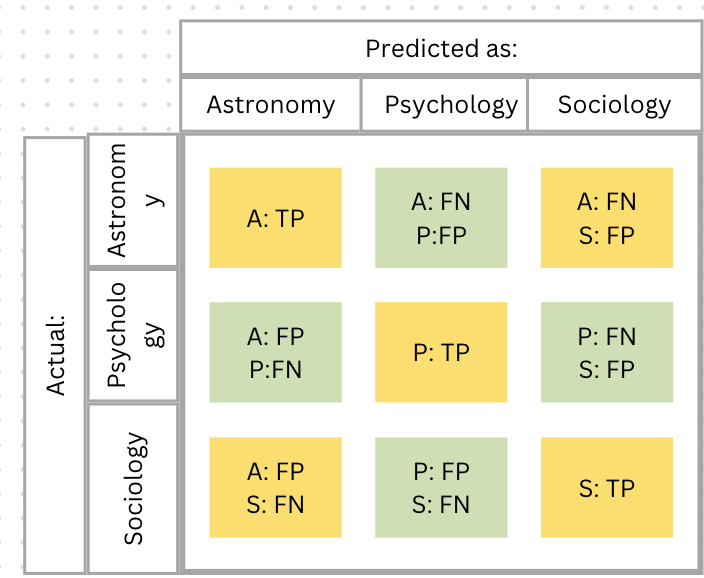 Predicted as:
Astronomy
Psychology
Sociology
Actual:
Astronom
y
A: TP
A: FN
P:FP
A: FN
S: FP
Psycholo
gy
A: FP
P:FN
P: TP
P: FN
S: FP
Sociology
A: FP
S: FN
P: FP
S: FN
S: TP